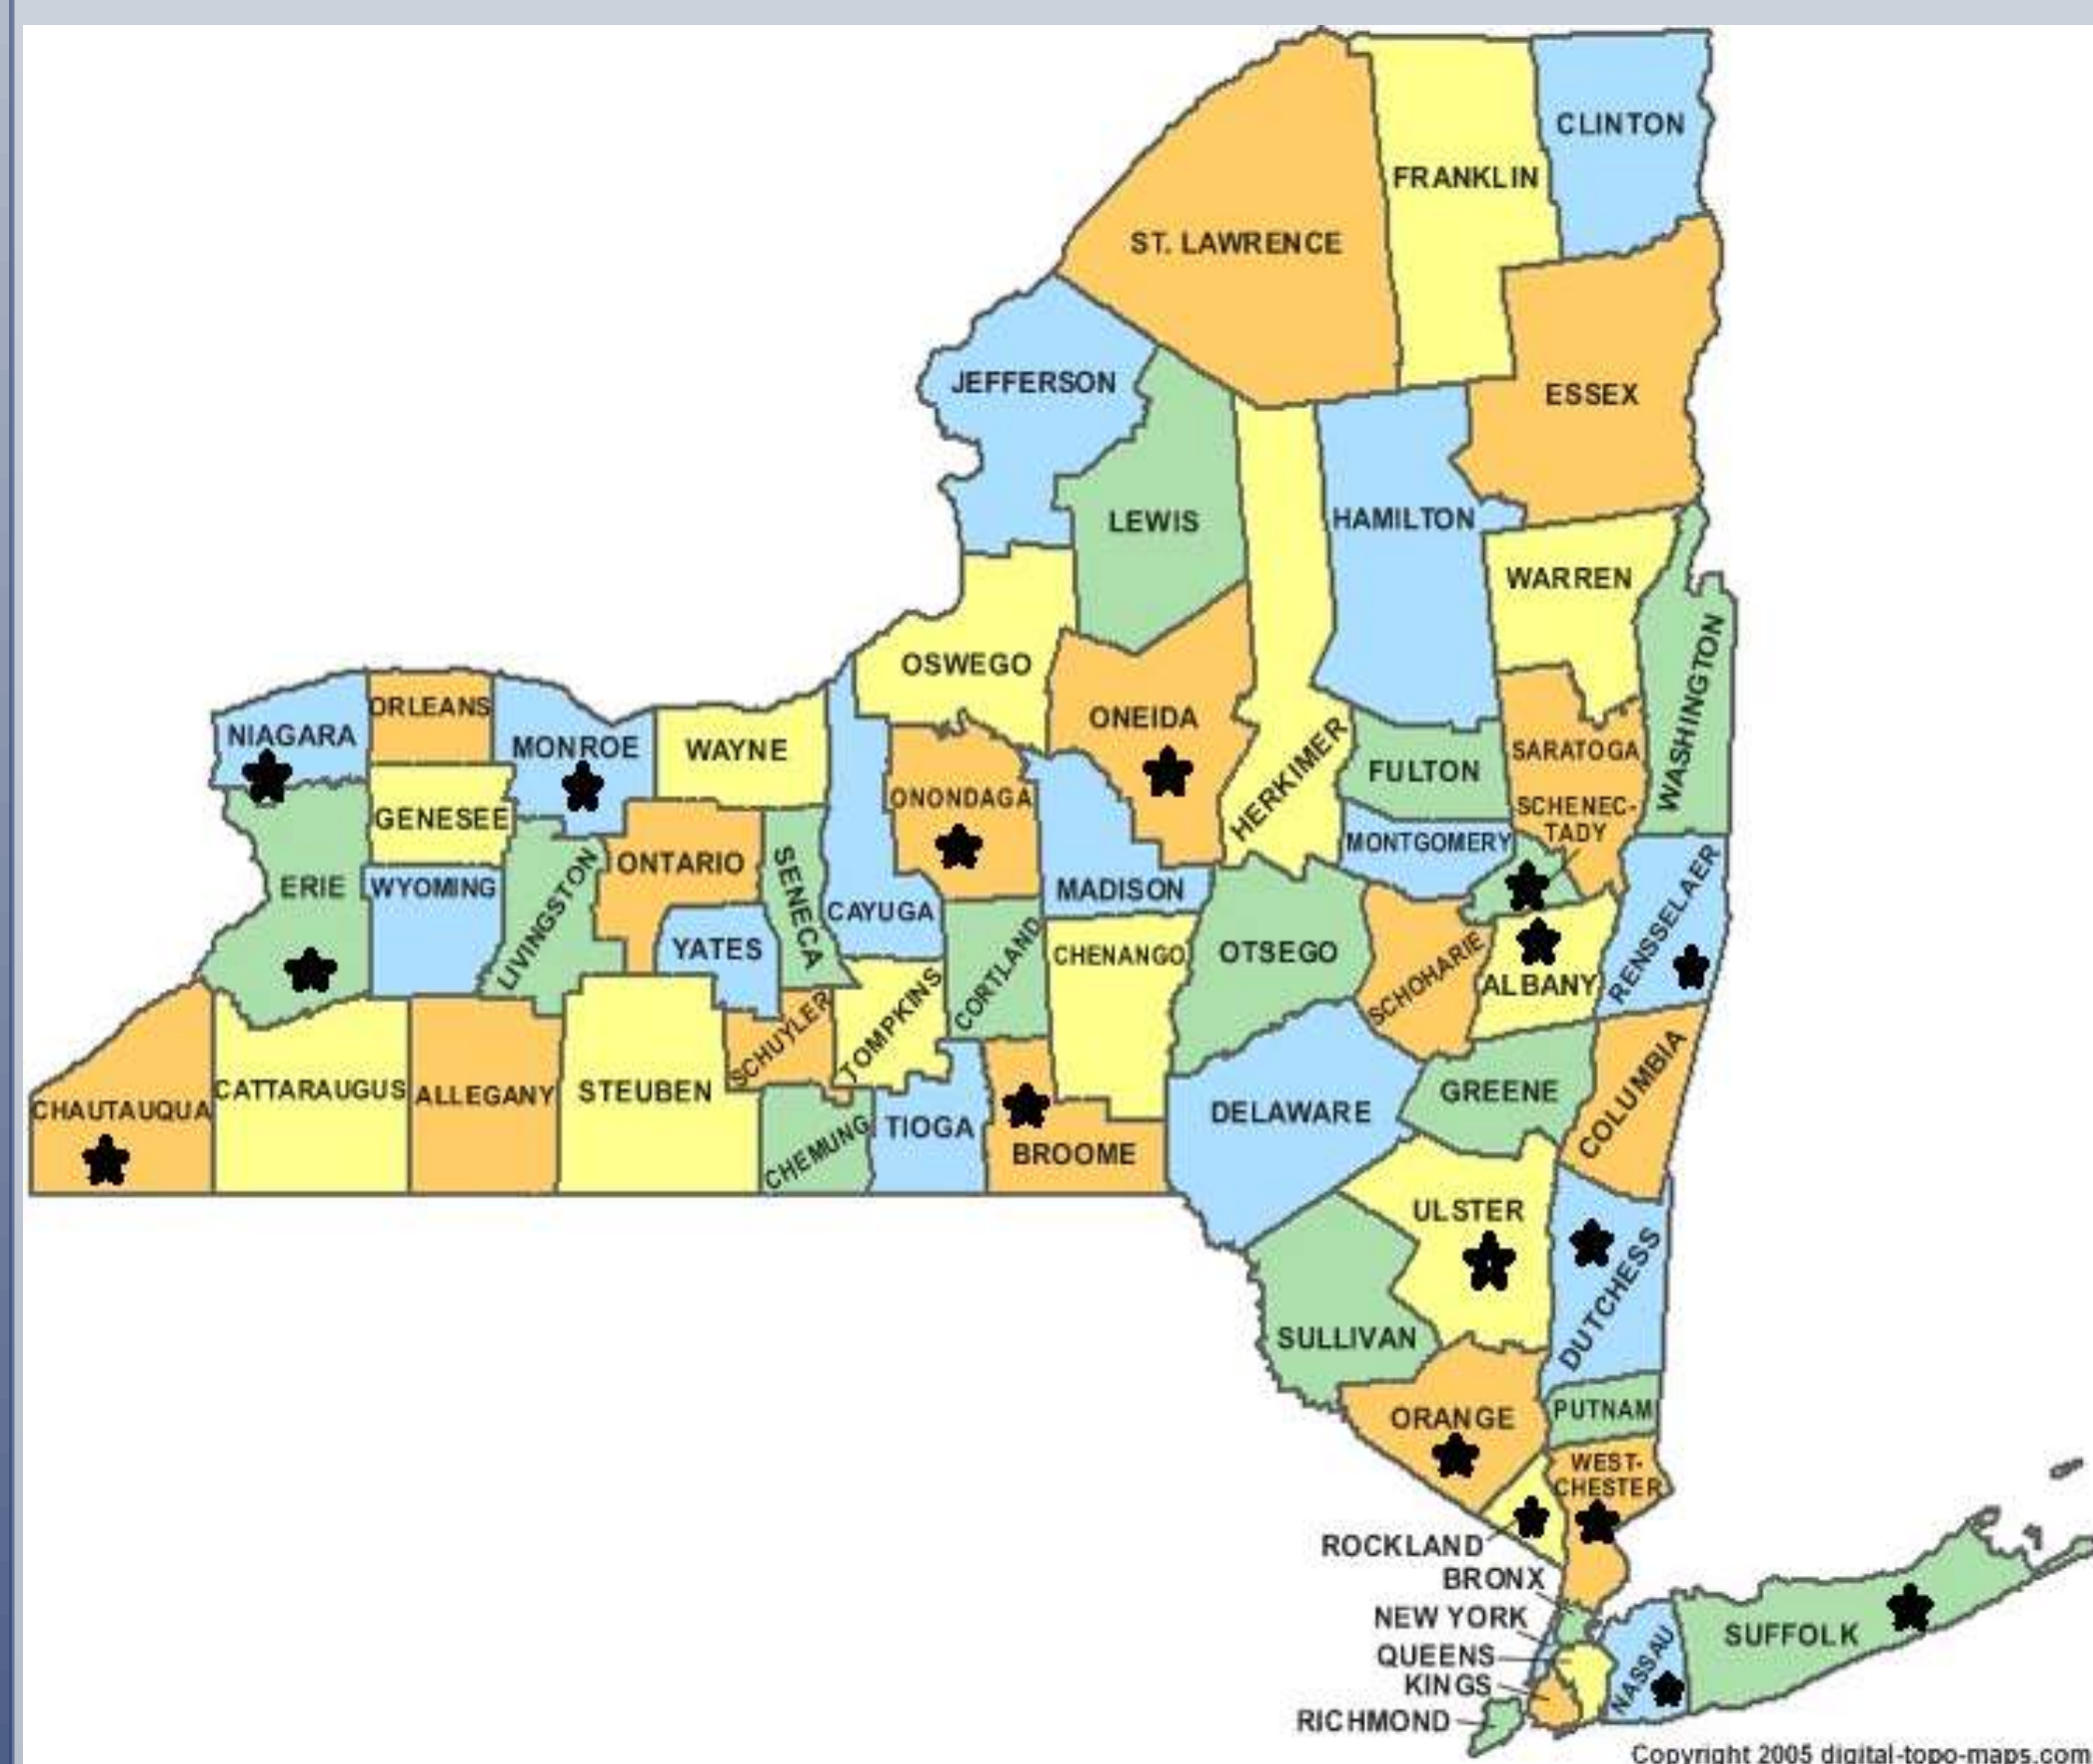 CLINTON
FRANKLIN
ST. LAWRENCE
JEFFERSON
ESSEX
LEWIS
HAMILTON
WARREN
WASHINGTON
OSWEGO
ONEIDA
HERKIMER
NIAGARA
ORLEANS
MONROE
WAYNE
FULTON
SARATOGA
ONONDAGA
SCHENEC-
TADY
GENESEE
MONTGOMERY
ONTARIO
SENECA
ERIE
WYOMING
LIVINGSTON
MADISON
CAYUGA
RENSSELAER
YATES
CORTLAND
CHENANGO
OTSEGO
SCHOHARIE
ALBANY
SCHUYLER
TOMPKINS
CHAUTAUQUA
CATTARAUGUS
ALLEGANY
STEUBEN
CHEMUNG
TIOGA
BROOME
DELAWARE
GREENE
COLUMBIA
ULSTER
DUTCHESS
SULLIVAN
ORANGE
PUTNAM
WEST-
CHESTER
ROCKLAND
BRONX
NEW YORK
QUEENS
KINGS
RICHMOND
NASSAU
SUFFOLK
Copyright 2005 digital-topo-maps.com